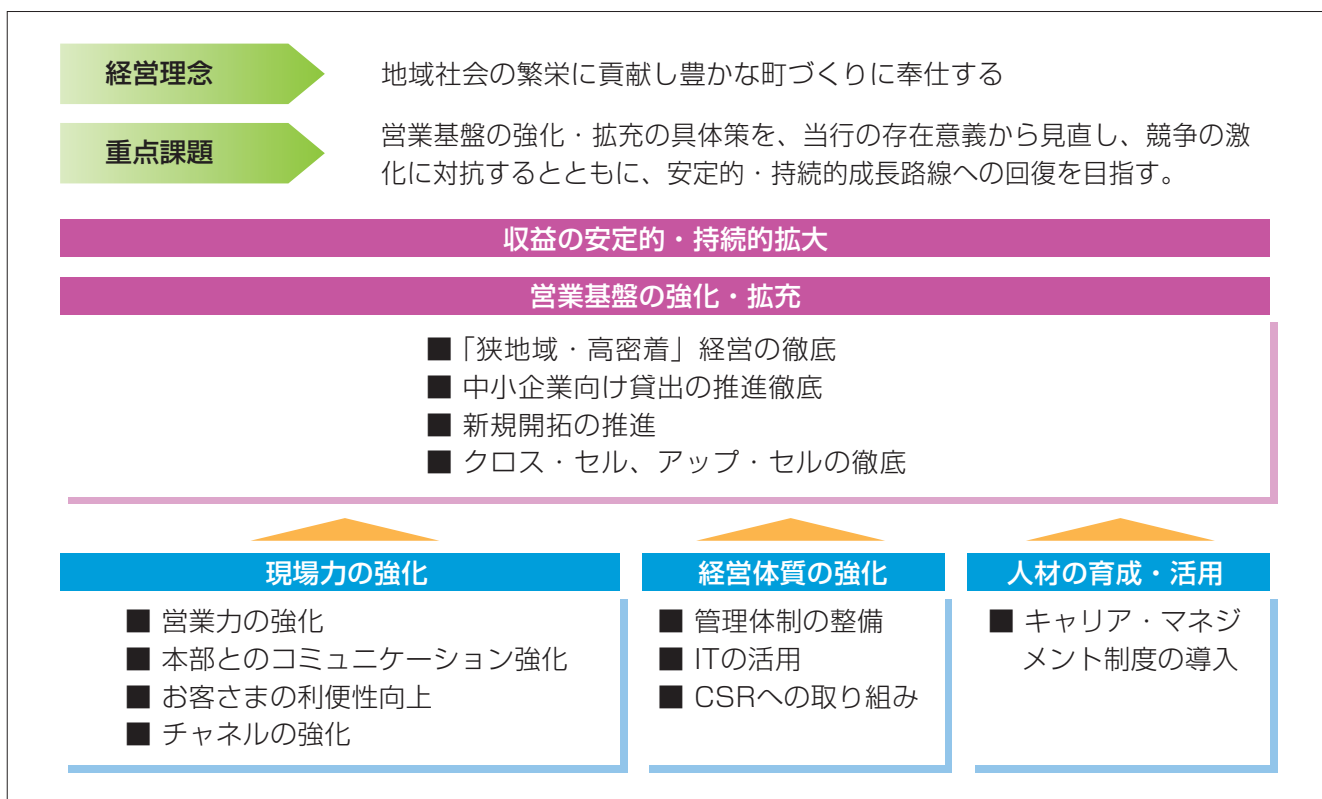 経営理念
地域社会の繁栄に貢献し豊かな町づくりに奉仕する
重点課題
営業基盤の強化・拡充の具体策を、当行の存在意義から見直し、競争の激
化に対抗するとともに、安定的・持続的成長路線への回復を目指す。
収益の安定的・持続的拡大
営業基盤の強化・拡充
■「狭地域・高密着」経営の徹底
■ 中小企業向け貸出の推進徹底
■ 新規開拓の推進
■ クロス・セル、アップ・セルの徹底
現場力の強化
■ 営業力の強化
■ 本部とのコミュニケーション強化
■ お客さまの利便性向上
■ チャネルの強化
経営体質の強化
■ 管理体制の整備
■ ITの活用
■ CSRへの取り組み
人材の育成・活用
■ キャリア・マネジ
メント制度の導入